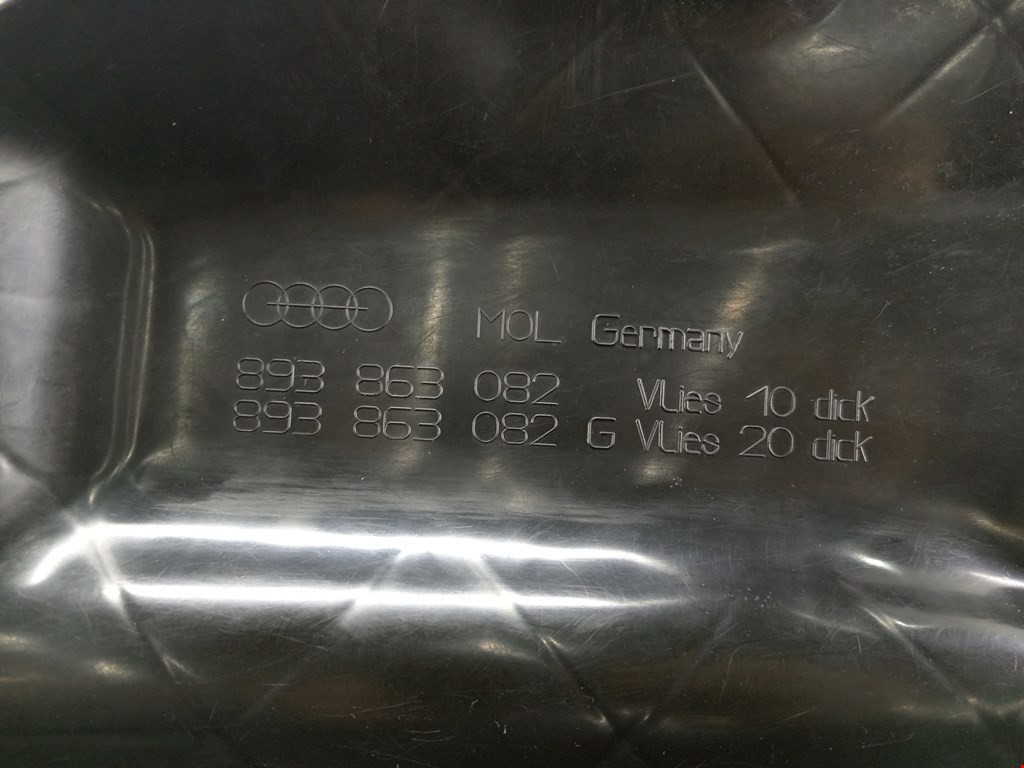 MOL Germany
893 863 082 VLies 10 dick
893 863 082 G VLies 20 dick